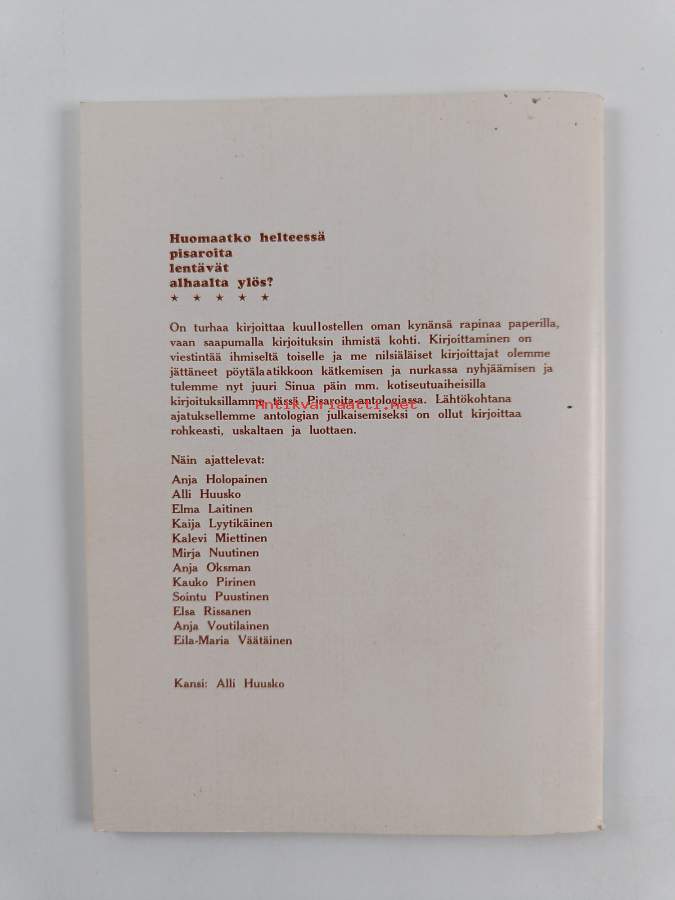 Huomaatko helteessä
pisaroita
lentävät
alhaalta ylös?
★ ★ ★ ★ ★
On turhaa kirjoittaa kuullostellen oman kynänsä rapinaa paperilla,
vaan saapumalla kirjoituksin ihmistä kohti. Kirjoittaminen on
viestintää ihmiseltä toiselle ja me nilsiäläiset kirjoittajat olemme
jättäneet pöytälaatikkoon kätkemisen ja nurkassa nyhjäämisen ja
tulemme nyt juuri Sinua päin mm. kotiseutuaiheisilla
kirjoituksillamme tässä Pisaroita-antologiassa. Lähtökohtana
Antikvariaatti.net
ajatuksellemme antologian julkaisemiseksi on ollut kirjoittaa
rohkeasti, uskaltaen ja luottaen.
Näin ajattelevat:
Anja Holopainen
Alli Huusko
Elma Laitinen
Kaija Lyytikäinen
Kalevi Miettinen
Mirja Nuutinen
Anja Oksman
Kauko Pirinen
Sointu Puustinen
Elsa Rissanen
Anja Voutilainen
Eila-Maria Väätäinen
Kansi: Alli Huusko